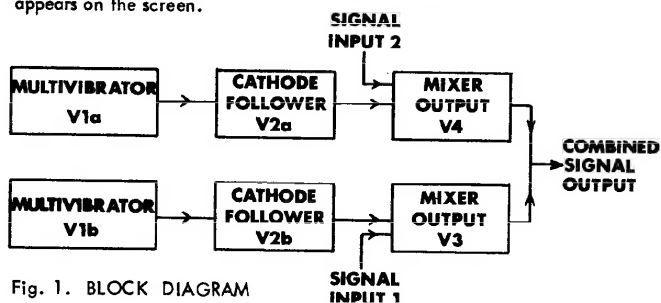 appears on the screen.
SIGNAL
INPUT 2
MULTIVIBRATOR
V1a
CATHODE
FOLLOWER
V2a
MIXER
OUTPUT
V4
COMBINED
SIGNAL
OUTPUT
MULTIVIBRATOR
V1b
CATHODE
FOLLOWER
V2b
MIXER
OUTPUT
V3
SIGNAL
INPUT 1
Fig. 1. BLOCK DIAGRAM